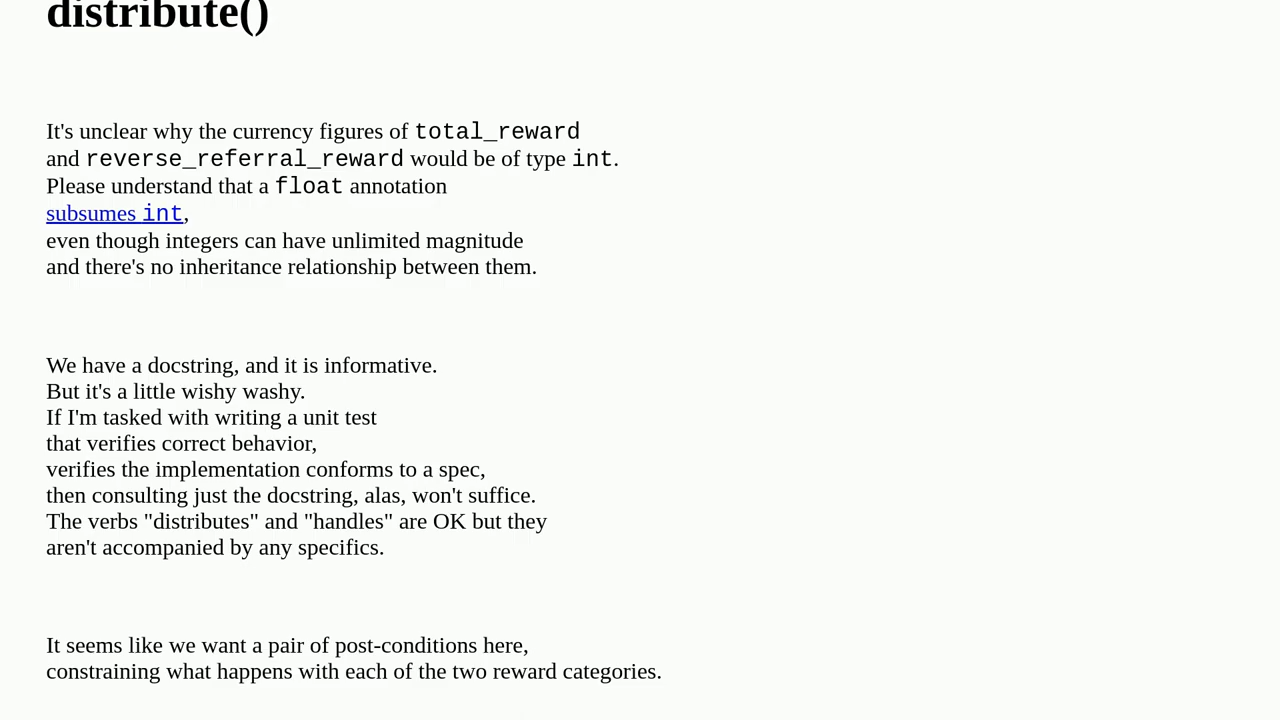 distribute()
It's unclear why the currency figures of total_reward
and reverse_referral_reward would be of type int.
Please understand that a float annotation
subsumes int,
even though integers can have unlimited magnitude
and there's no inheritance relationship between them.
We have a docstring, and it is informative.
But it's a little wishy washy.
If I'm tasked with writing a unit test
that verifies correct behavior,
verifies the implementation conforms to a spec,
then consulting just the docstring, alas, won't suffice.
The verbs "distributes" and "handles" are OK but they
aren't accompanied by any specifics.
It seems like we want a pair of post-conditions here,
constraining what happens with each of the two reward categories.